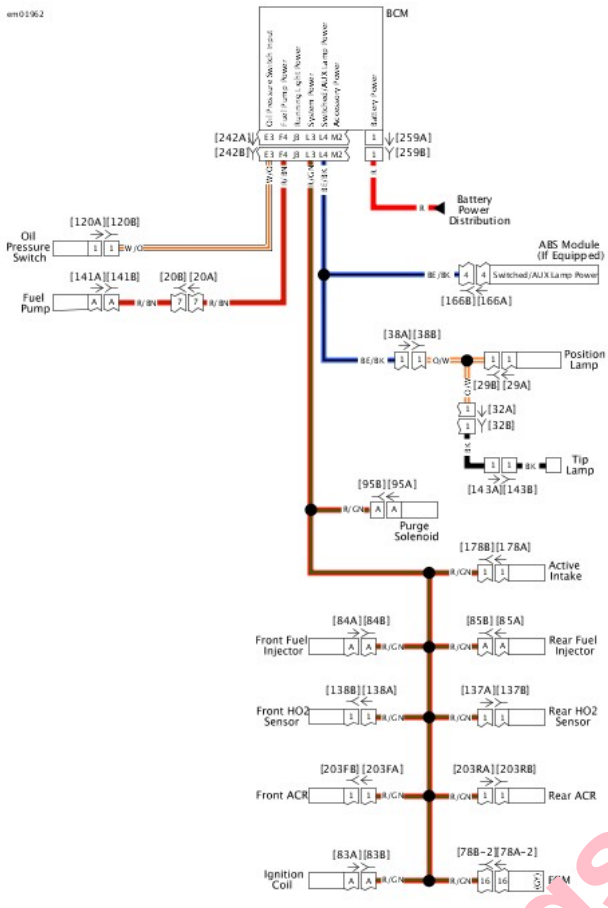 em01962
BCM
Oil Pressure Switch Input
Fuel Pump Power
Running Light Power
System Power
Switched/AUX Lamp Power
Accessory Power
Battery Power
[242A] E3 F4 J3 L3 L4 M2 1 [259A]
[242B] E3 F4 J3 L3 L4 M2 1 [259B]
W/O R/BN R/GN BE/BK R
R Battery Power Distribution
[120A][120B]
Oil Pressure Switch 1 1 W/O
ABS Module (If Equipped)
BE/BK 4 4 Switched/AUX Lamp Power
[166B][166A]
[141A][141B] [20B][20A]
Fuel Pump A A R/BN 7 7 R/BN
[38A][38B]
BE/BK 1 1 O/W 1 1 Position Lamp
[29B][29A]
O/W
1 [32A]
1 [32B]
BK
1 1 BK Tip Lamp
[143A][143B]
[95B][95A]
R/GN A A
Purge Solenoid
[178B][178A]
R/GN 1 1 Active Intake
[84A][84B] [85B][85A]
Front Fuel Injector A A R/GN R/GN A A Rear Fuel Injector
[138B][138A] [137A][137B]
Front HO2 Sensor 1 1 R/GN R/GN 1 1 Rear HO2 Sensor
[203FB][203FA] [203RA][203RB]
Front ACR 1 1 R/GN R/GN 1 1 Rear ACR
[83A][83B] [78B-2][78A-2]
Ignition Coil A A R/GN R/GN 16 16 (GY) ECM